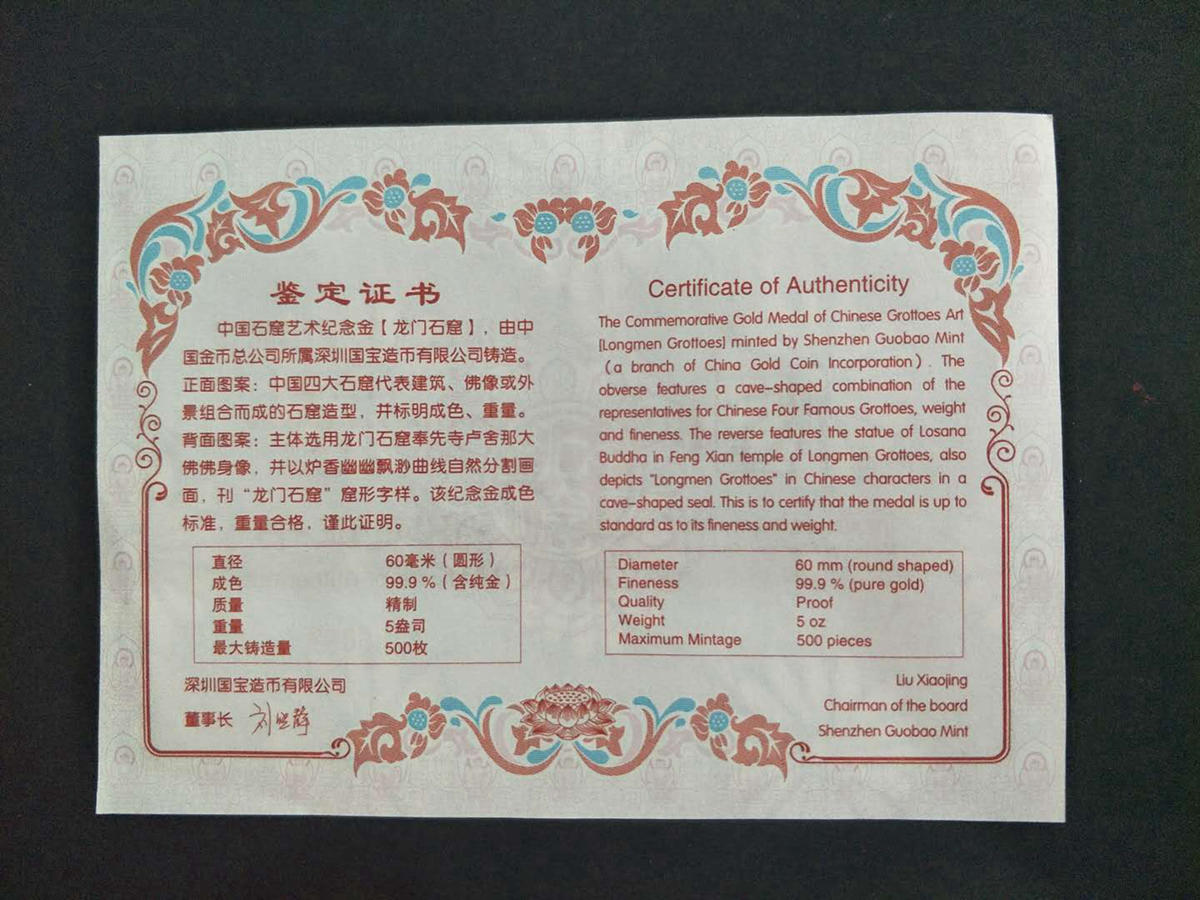 鉴定证书
中国石窟艺术纪念金【龙门石窟】，由中
国金币总公司所属深圳国宝造币有限公司铸造。
正面图案：中国四大石窟代表建筑、佛像或外
景组合而成的石窟造型，并标明成色、重量。
背面图案：主体选用龙门石窟奉先寺卢舍那大
佛佛身像，并以炉香幽幽飘渺曲线自然分割画
面，刊“龙门石窟”窟形字样。该纪念金成色
标准，重量合格，谨此证明。
直径 60毫米（圆形）
成色 99.9％（含纯金）
质量 精制
重量 5盎司
最大铸造量 500枚
深圳国宝造币有限公司
董事长
Certificate of Authenticity
The Commemorative Gold Medal of Chinese Grottoes Art
[Longmen Grottoes] minted by Shenzhen Guobao Mint
(a branch of China Gold Coin Incorporation). The
obverse features a cave-shaped combination of the
representatives for Chinese Four Famous Grottoes, weight
and fineness. The reverse features the statue of Losana
Buddha in Feng Xian temple of Longmen Grottoes, also
depicts "Longmen Grottoes" in Chinese characters in a
cave-shaped seal. This is to certify that the medal is up to
standard as to its fineness and weight.
Diameter 60 mm (round shaped)
Fineness 99.9 % (pure gold)
Quality Proof
Weight 5 oz
Maximum Mintage 500 pieces
Liu Xiaojing
Chairman of the board
Shenzhen Guobao Mint